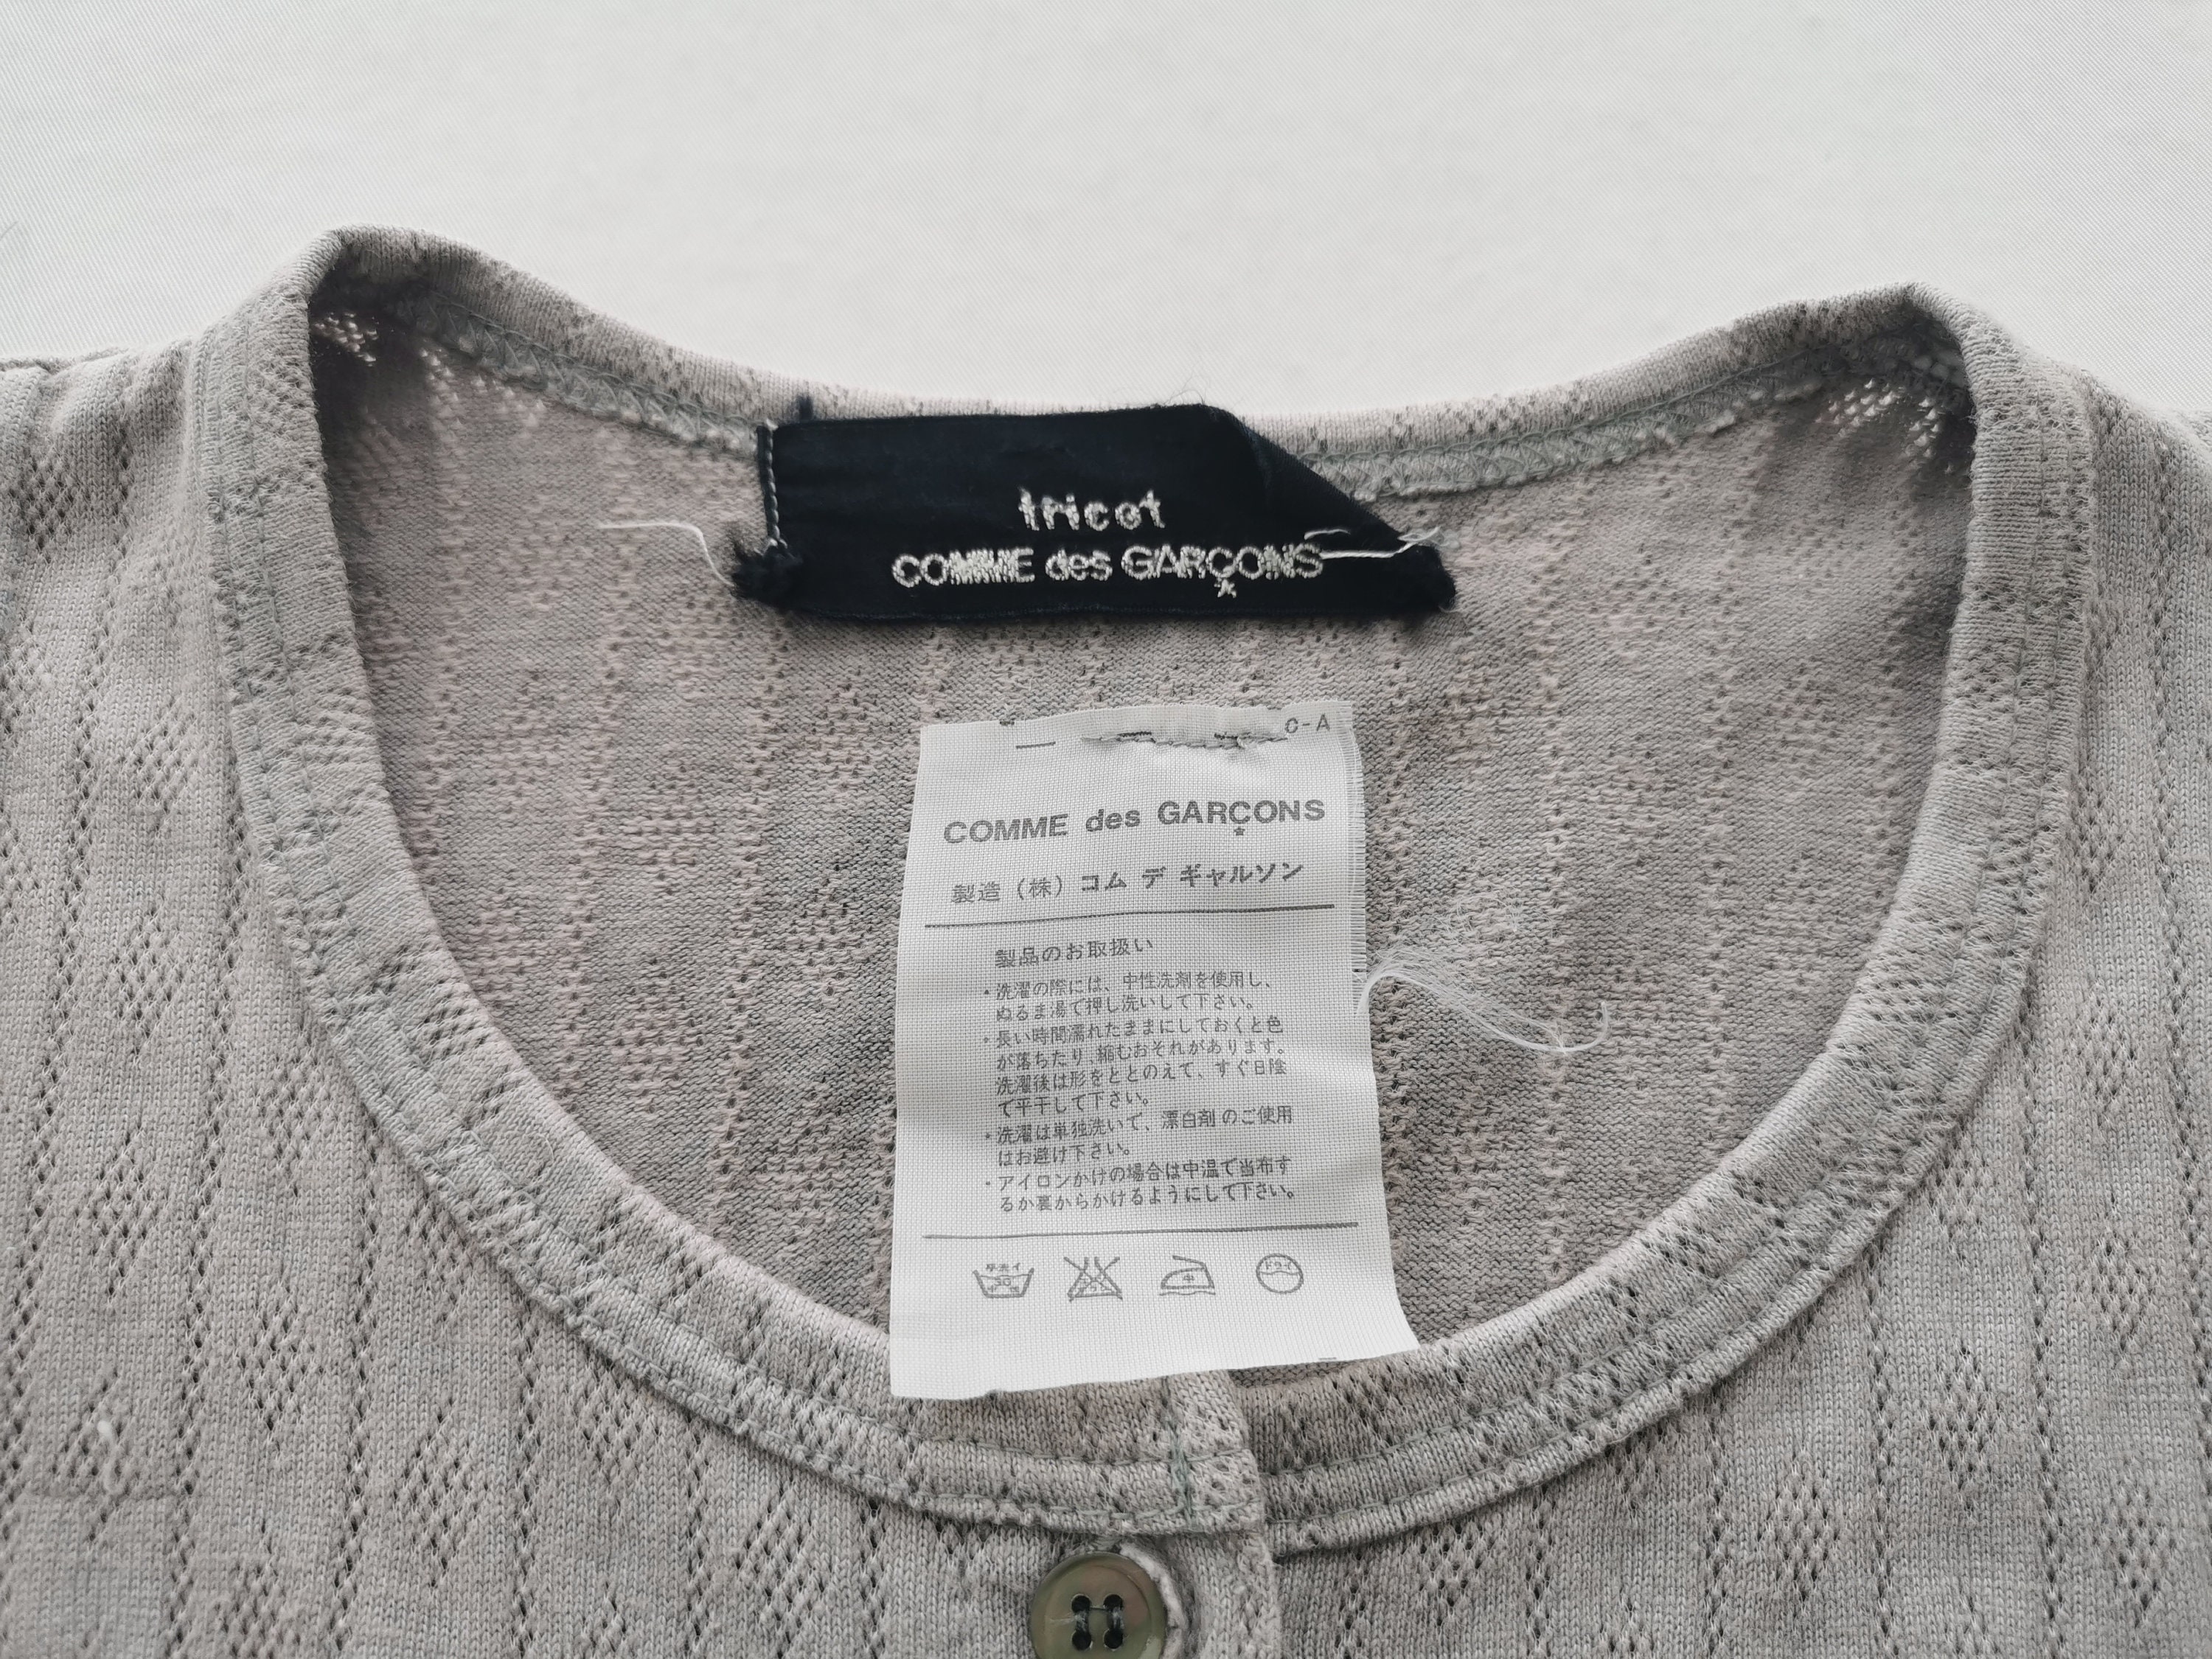 tricot
COMME des GARÇONS
C-A
COMME des GARÇONS
製造（株）コム デ ギャルソン
製品のお取扱い
・洗濯の際には、中性洗剤を使用し、
ぬるま湯で押し洗いして下さい。
・長い時間濡れたままにしておくと色
が落ちたり 縮むおそれがあります。
洗濯後は形をととのえて、すぐ日陰
で平干して下さい。
・洗濯は単独洗いで、漂白剤のご使用
はお避け下さい。
・アイロンかけの場合は中温で当布す
るか裏からかけるようにして下さい。
手洗イ 30 中 ドライ